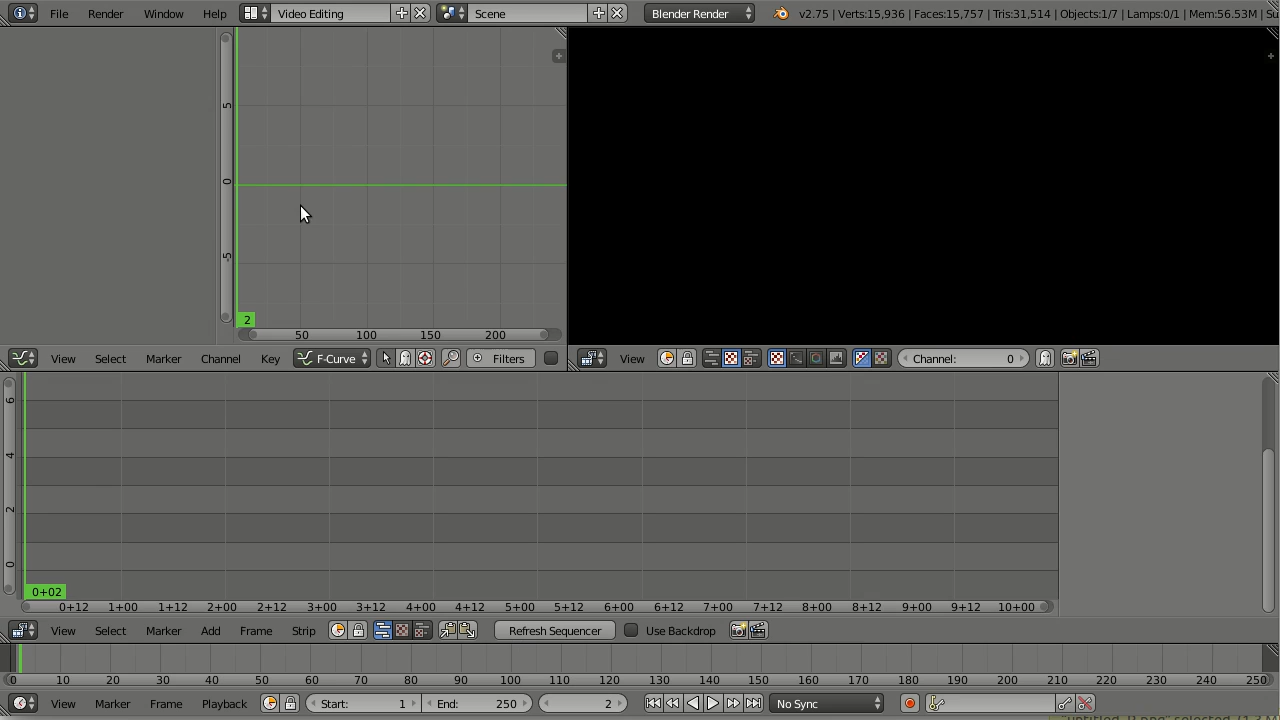 File Render Window Help Video Editing Scene Blender Render v2.75 | Verts:15,936 | Faces:15,757 | Tris:31,514 | Objects:1/7 | Lamps:0/1 | Mem:56.53M | Su
5
0
-5
2
50 100 150 200
View Select Marker Channel Key F-Curve Filters View Channel: 0
6
4
2
0
0+02
0+12 1+00 1+12 2+00 2+12 3+00 3+12 4+00 4+12 5+00 5+12 6+00 6+12 7+00 7+12 8+00 8+12 9+00 9+12 10+00
View Select Marker Add Frame Strip Refresh Sequencer Use Backdrop
0 10 20 30 40 50 60 70 80 90 100 110 120 130 140 150 160 170 180 190 200 210 220 230 240 250
View Marker Frame Playback Start: 1 End: 250 2 No Sync